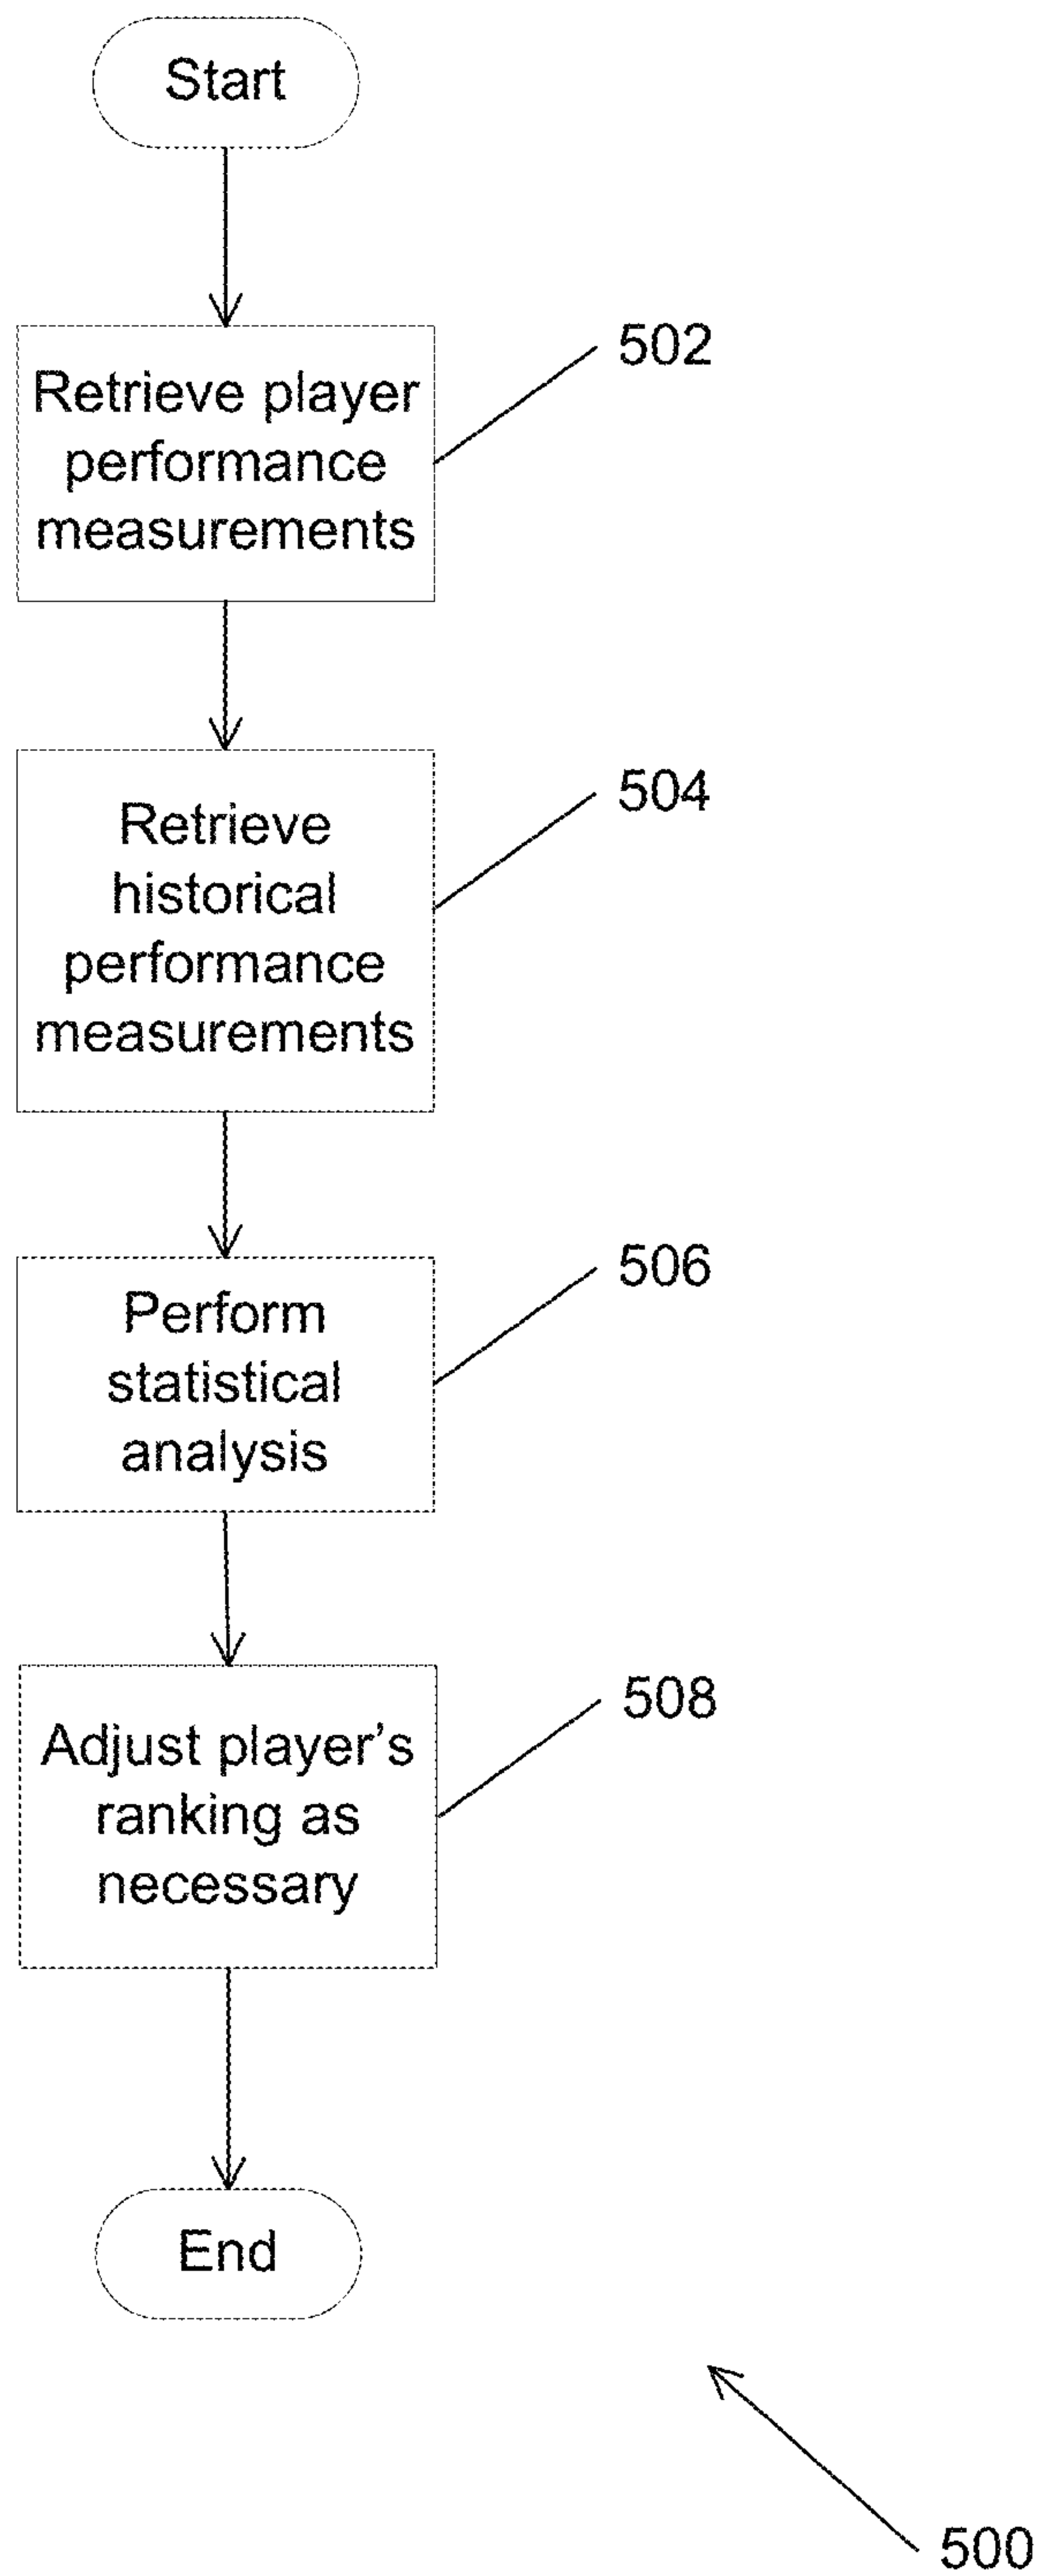 Start
Retrieve player
performance
measurements
502
Retrieve
historical
performance
measurements
504
Perform
statistical
analysis
506
Adjust player’s
ranking as
necessary
508
End
500